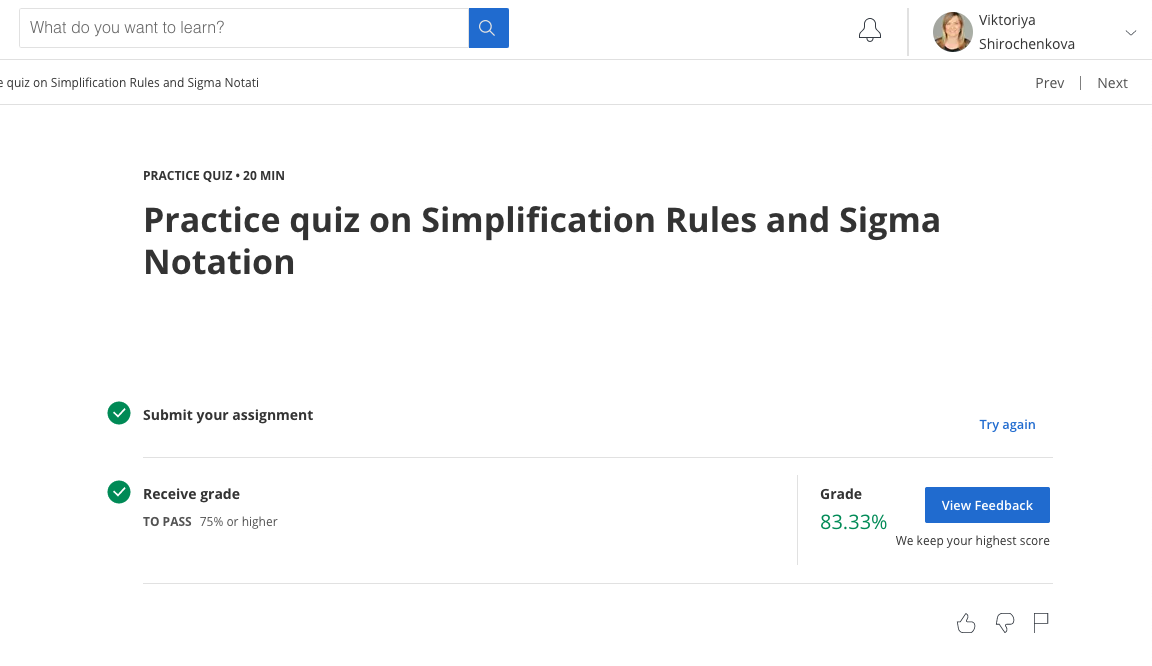 What do you want to learn?
Viktoriya
Shirochenkova
e quiz on Simplification Rules and Sigma Notati
Prev | Next
PRACTICE QUIZ • 20 MIN
Practice quiz on Simplification Rules and Sigma
Notation
Submit your assignment
Try again
Receive grade
TO PASS 75% or higher
Grade
83.33%
View Feedback
We keep your highest score